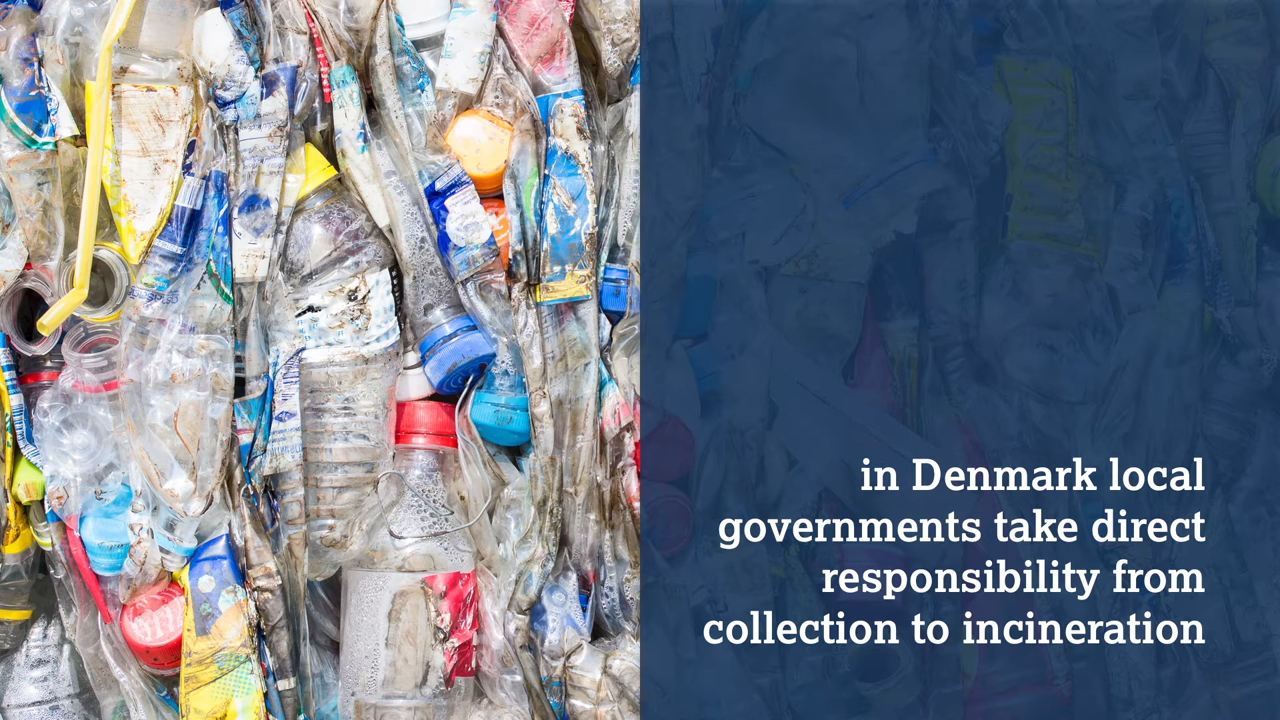 in Denmark local
governments take direct
responsibility from
collection to incineration